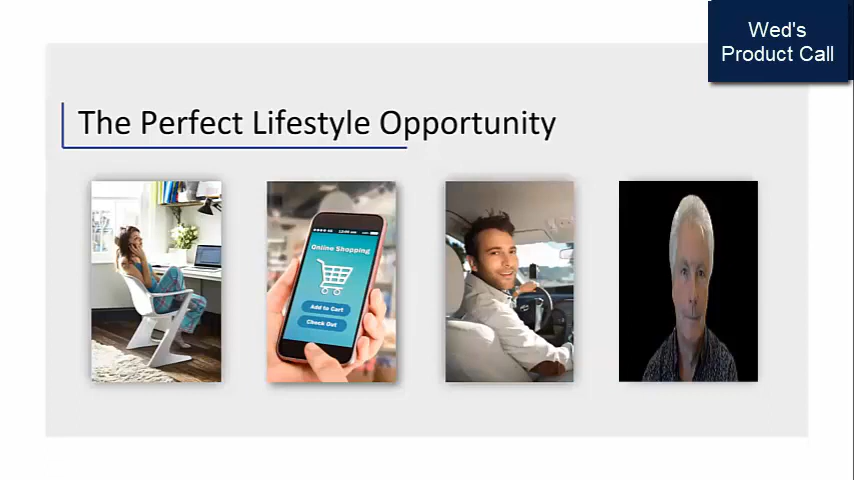 Wed's
Product Call
The Perfect Lifestyle Opportunity
Online Shopping
Add to Cart
Check Out